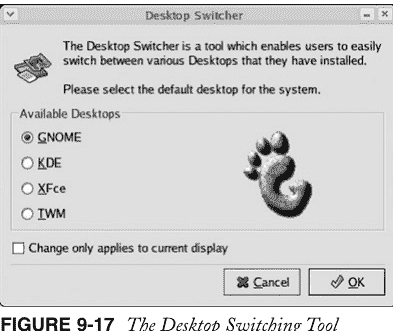 Desktop Switcher
The Desktop Switcher is a tool which enables users to easily
switch between various Desktops that they have installed.
Please select the default desktop for the system.
Available Desktops
GNOME
KDE
XFce
TWM
Change only applies to current display
Cancel
OK
FIGURE 9-17 The Desktop Switching Tool